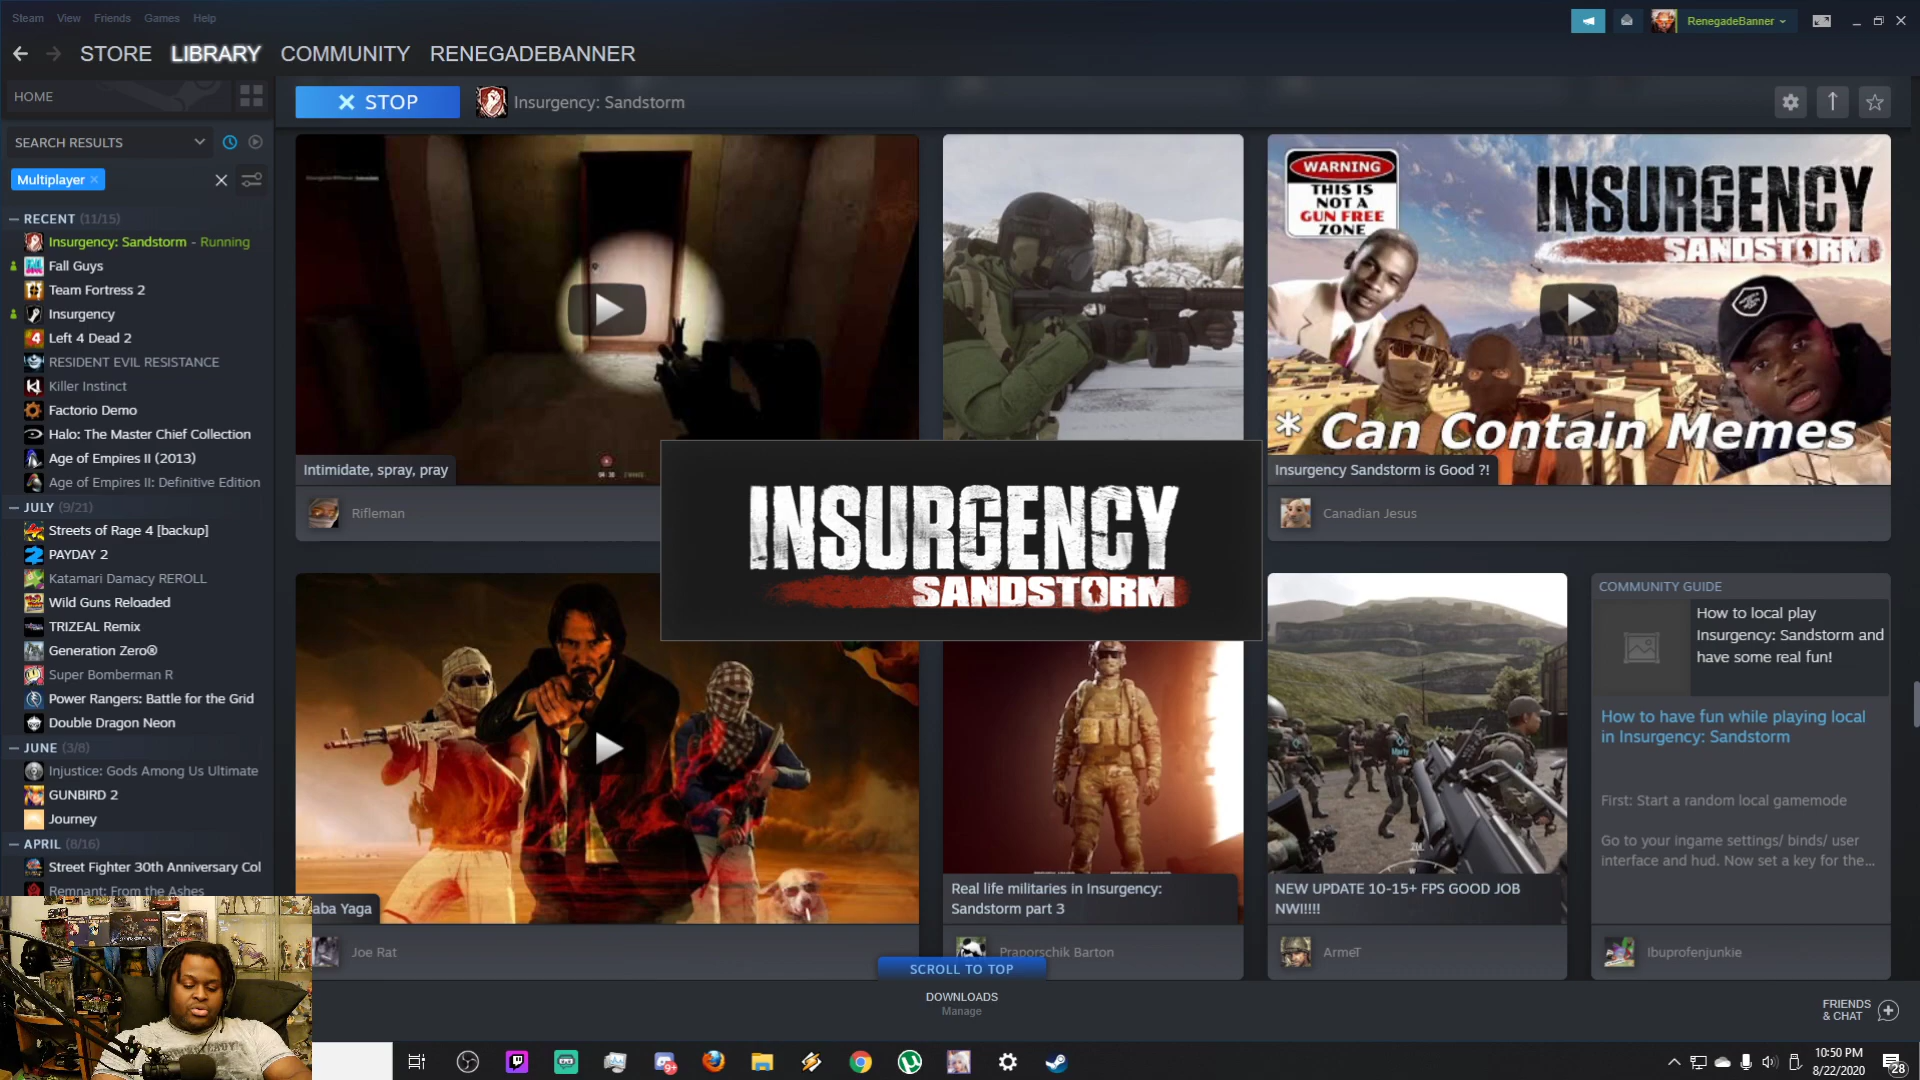 Steam View Friends Games Help
RenegadeBanner
STORE LIBRARY COMMUNITY RENEGADEBANNER
HOME
STOP
Insurgency: Sandstorm
SEARCH RESULTS
Multiplayer
RECENT (11/15)
Insurgency: Sandstorm - Running
Fall Guys
Team Fortress 2
Insurgency
Left 4 Dead 2
RESIDENT EVIL RESISTANCE
Killer Instinct
Factorio Demo
Halo: The Master Chief Collection
Age of Empires II (2013)
Age of Empires II: Definitive Edition
JULY (9/21)
Streets of Rage 4 [backup]
PAYDAY 2
Katamari Damacy REROLL
Wild Guns Reloaded
TRIZEAL Remix
Generation Zero®
Super Bomberman R
Power Rangers: Battle for the Grid
Double Dragon Neon
JUNE (3/8)
Injustice: Gods Among Us Ultimate
GUNBIRD 2
Journey
APRIL (8/16)
Street Fighter 30th Anniversary Col
Remnant: From the Ashes
Intimidate, spray, pray
Rifleman
WARNING
THIS IS
NOT A
GUN FREE
ZONE
INSURGENCY
SANDSTORM
* Can Contain Memes
Insurgency Sandstorm is Good ?!
Canadian Jesus
INSURGENCY
SANDSTORM
aba Yaga
Joe Rat
Real life militaries in Insurgency:
Sandstorm part 3
Praporschik Barton
NEW UPDATE 10-15+ FPS GOOD JOB
NWI!!!!
ArmeT
COMMUNITY GUIDE
How to local play
Insurgency: Sandstorm and
have some real fun!
How to have fun while playing local
in Insurgency: Sandstorm
First: Start a random local gamemode
Go to your ingame settings/ binds/ user
interface and hud. Now set a key for the...
Ibuprofenjunkie
SCROLL TO TOP
DOWNLOADS
Manage
FRIENDS
& CHAT
9+
10:50 PM
8/22/2020
28